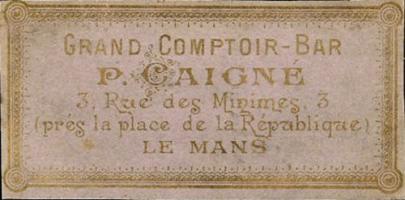 GRAND COMPTOIR-BAR
P. CAIGNÉ
3, Rue des Minimes, 3
(près la place de la République)
LE MANS